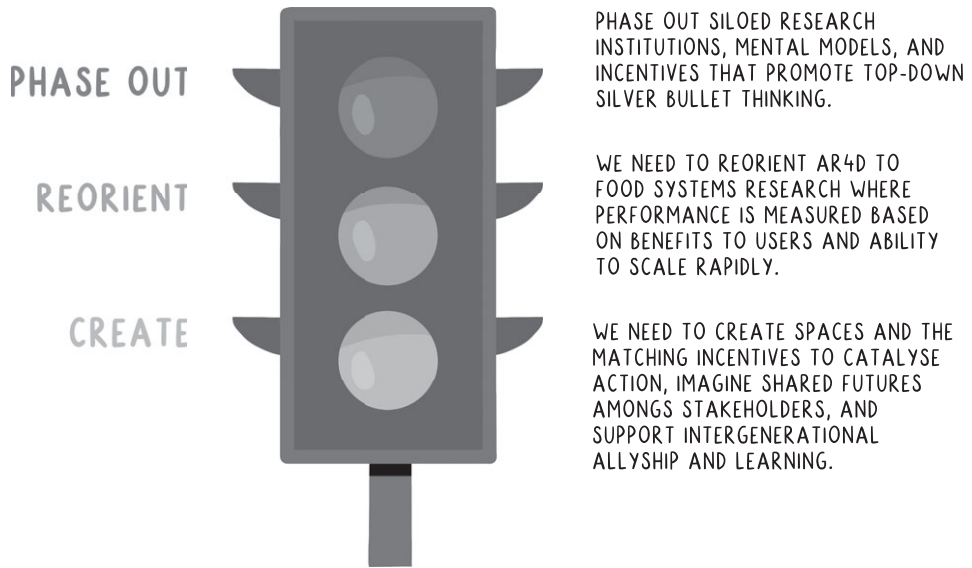 PHASE OUT
PHASE OUT SILOED RESEARCH
INSTITUTIONS, MENTAL MODELS, AND
INCENTIVES THAT PROMOTE TOP-DOWN
SILVER BULLET THINKING.
REORIENT
WE NEED TO REORIENT AR4D TO
FOOD SYSTEMS RESEARCH WHERE
PERFORMANCE IS MEASURED BASED
ON BENEFITS TO USERS AND ABILITY
TO SCALE RAPIDLY.
CREATE
WE NEED TO CREATE SPACES AND THE
MATCHING INCENTIVES TO CATALYSE
ACTION, IMAGINE SHARED FUTURES
AMONGS STAKEHOLDERS, AND
SUPPORT INTERGENERATIONAL
ALLYSHIP AND LEARNING.